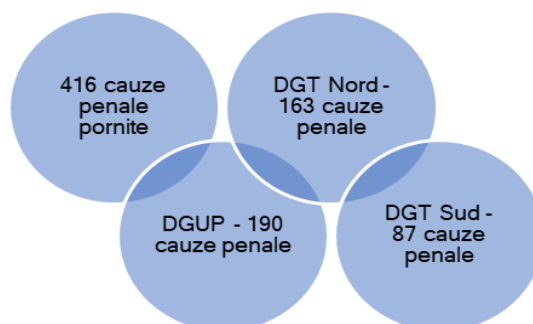 416 cauze
penale
pornite
DGT Nord -
163 cauze
penale
DGUP - 190
cauze penale
DGT Sud -
87 cauze
penale